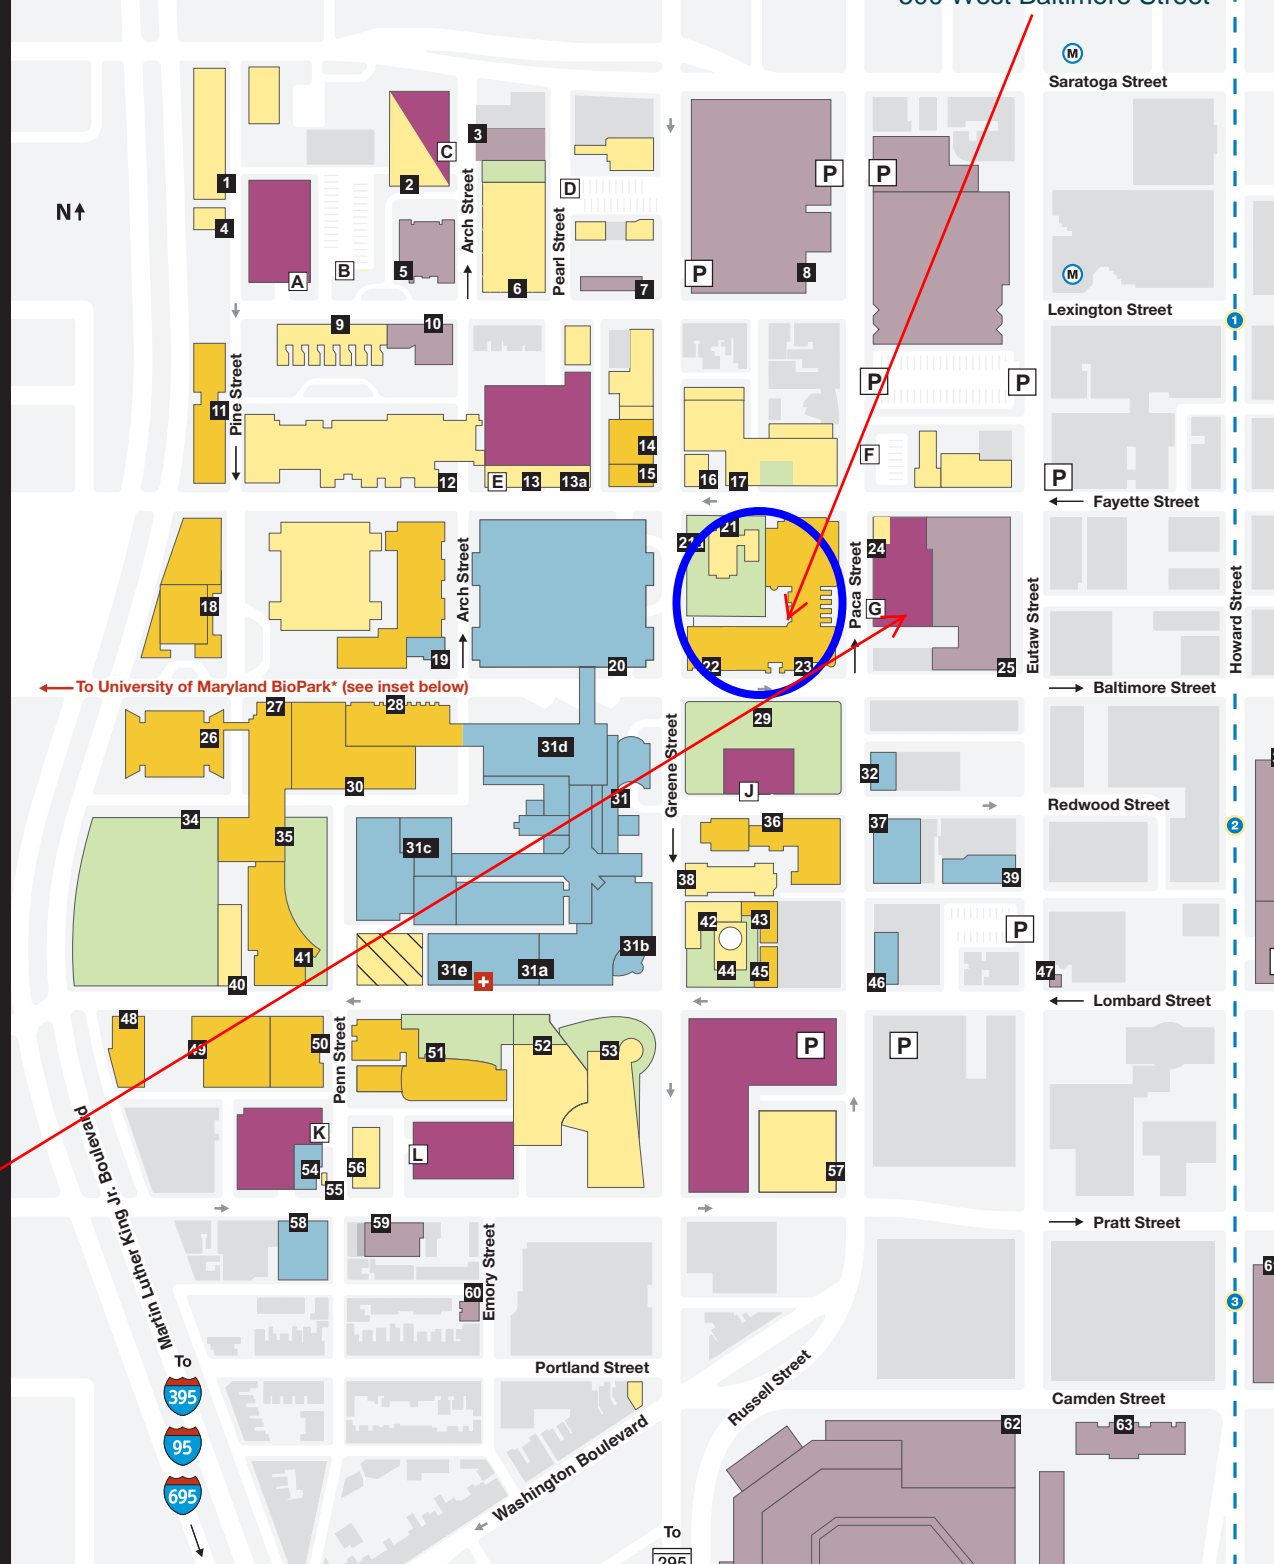 500 West Baltimore Street
M
Saratoga Street
3
C
1
2
D
P
P
N
4
A
B
5
Arch Street
6
Pearl Street
7
P
8
M
Lexington Street
1
9
10
11
Pine Street
P
P
12
E
13
13a
14
15
16
17
F
P
Fayette Street
18
19
Arch Street
20
21
22
23
Paca Street
24
G
25
Eutaw Street
Howard Street
To University of Maryland BioPark* (see inset below)
Baltimore Street
26
27
28
30
31d
31
Greene Street
29
J
32
Redwood Street
2
34
35
31c
36
37
38
39
40
41
31e
31a
31b
42
43
44
45
46
P
47
Lombard Street
48
49
50
Penn Street
51
52
53
P
P
Martin Luther King Jr. Boulevard
K
54
55
56
L
57
Pratt Street
58
59
60
Emory Street
3
To
395
95
695
Portland Street
Washington Boulevard
Russell Street
Camden Street
62
63
To
295